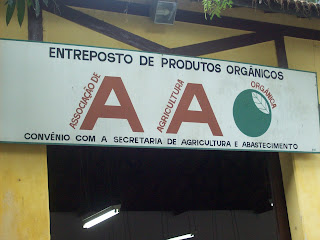 ENTREPOSTO DE PRODUTOS ORGÂNICOS
ASSOCIAÇÃO DE
AGRICULTURA
ORGÂNICA
A A O
CONVÊNIO COM A SECRETARIA DE AGRICULTURA E ABASTECIMENTO